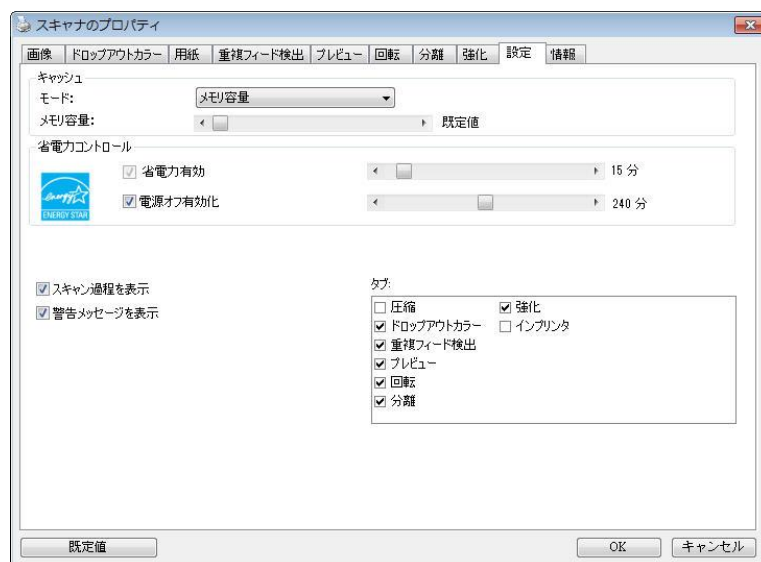 スキャナのプロパティ
画像 ドロップアウトカラー 用紙 重複フィード検出 プレビュー 回転 分離 強化 設定 情報
キャッシュ
モード: メモリ容量
メモリ容量: 既定値
省電力コントロール
省電力有効 15 分
energy
ENERGY STAR
電源オフ有効化 240 分
スキャン過程を表示
警告メッセージを表示
タブ:
圧縮 強化
ドロップアウトカラー インプリンタ
重複フィード検出
プレビュー
回転
分離
既定値 OK キャンセル